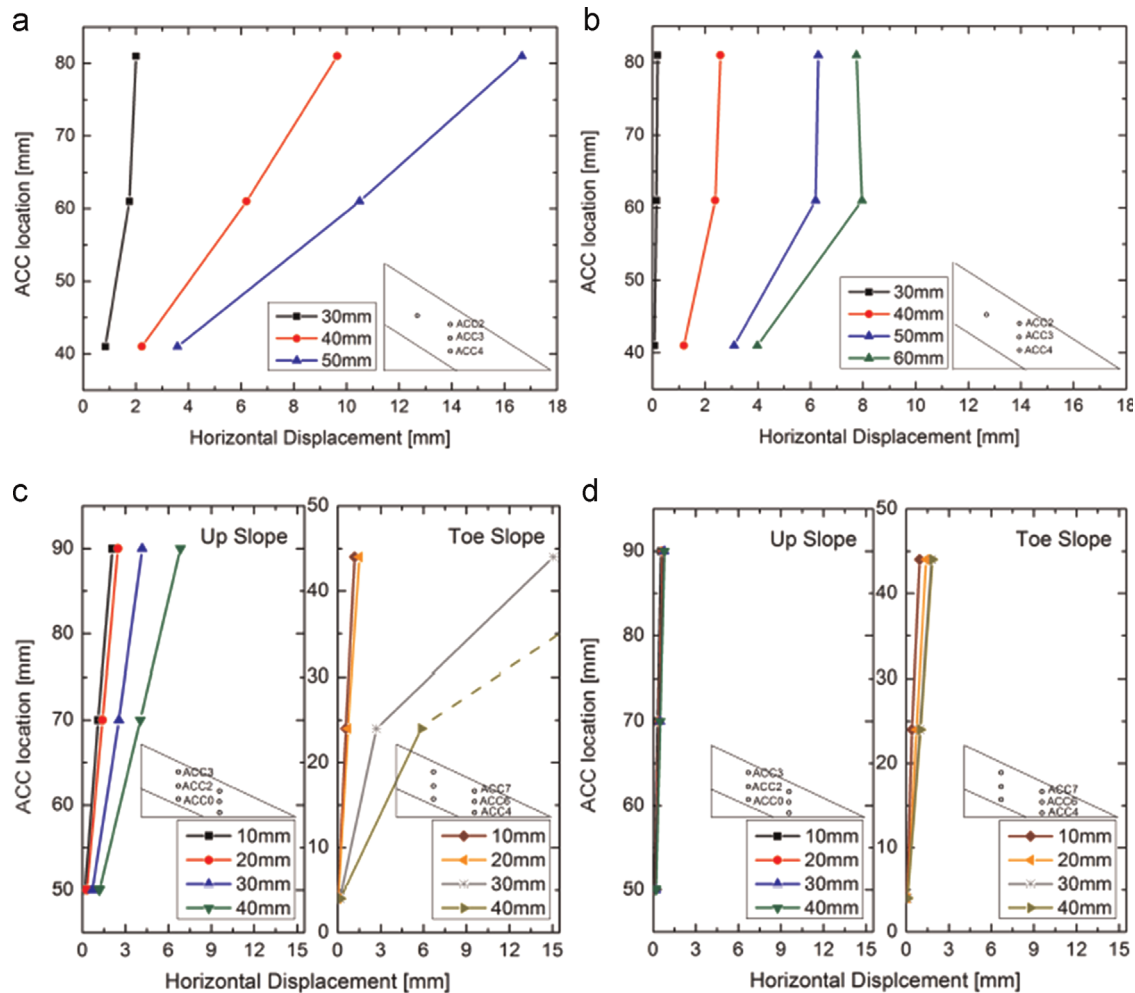 a
ACC location [mm]
80
70
60
50
40
0 2 4 6 8 10 12 14 16 18
Horizontal Displacement [mm]
30mm
40mm
50mm
ACC2
ACC3
ACC4
b
ACC location [mm]
80
70
60
50
40
0 2 4 6 8 10 12 14 16 18
Horizontal Displacement [mm]
30mm
40mm
50mm
60mm
ACC2
ACC3
ACC4
c
ACC location [mm]
Up Slope
90
80
70
60
50
0 3 6 9 12 15
ACC3
ACC2
ACC0
10mm
20mm
30mm
40mm
Toe Slope
50
40
30
20
10
0
0 3 6 9 12 15
ACC7
ACC6
ACC4
10mm
20mm
30mm
40mm
Horizontal Displacement [mm]
d
ACC location [mm]
Up Slope
90
80
70
60
50
0 3 6 9 12 15
ACC3
ACC2
ACC0
10mm
20mm
30mm
40mm
Toe Slope
50
40
30
20
10
0
0 3 6 9 12 15
ACC7
ACC6
ACC4
10mm
20mm
30mm
40mm
Horizontal Displacement [mm]